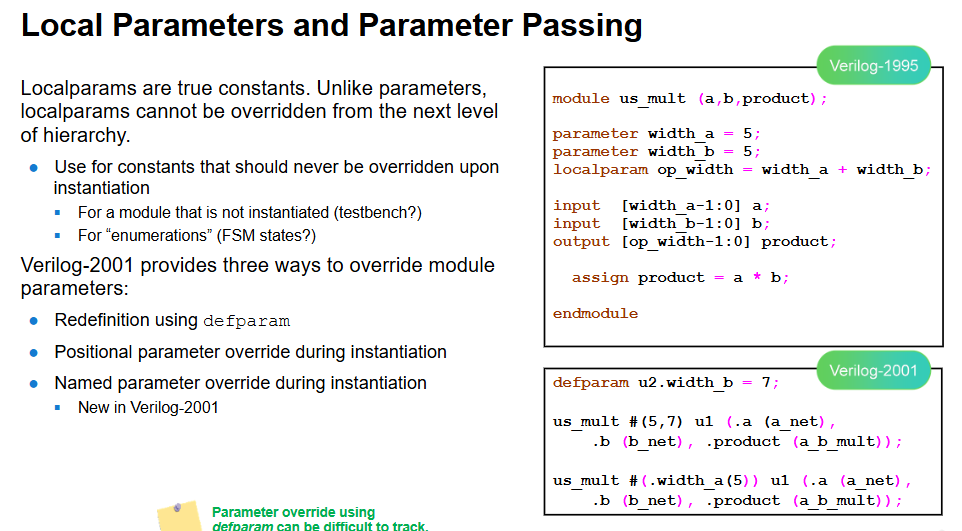 Local Parameters and Parameter Passing
Localparams are true constants. Unlike parameters,
localparams cannot be overridden from the next level
of hierarchy.
● Use for constants that should never be overridden upon
instantiation
▪ For a module that is not instantiated (testbench?)
▪ For “enumerations” (FSM states?)
Verilog-2001 provides three ways to override module
parameters:
● Redefinition using defparam
● Positional parameter override during instantiation
● Named parameter override during instantiation
▪ New in Verilog-2001
Parameter override using
defparam can be difficult to track.
Verilog-1995
module us_mult (a,b,product);
parameter width_a = 5;
parameter width_b = 5;
localparam op_width = width_a + width_b;
input [width_a-1:0] a;
input [width_b-1:0] b;
output [op_width-1:0] product;
assign product = a * b;
endmodule
Verilog-2001
defparam u2.width_b = 7;
us_mult #(5,7) u1 (.a (a_net),
.b (b_net), .product (a_b_mult));
us_mult #(.width_a(5)) u1 (.a (a_net),
.b (b_net), .product (a_b_mult));